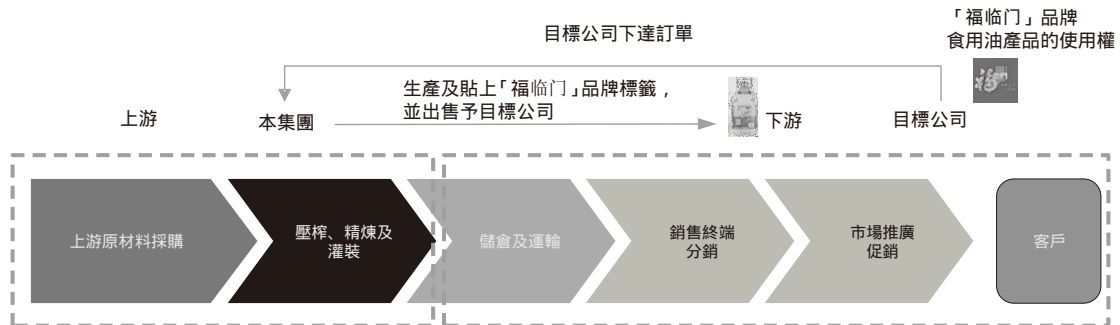 「福临门」品牌
食用油產品的使用權
目標公司下達訂單
生產及貼上「福临门」品牌標籤，
並出售予目標公司
上游
本集團
下游
目標公司
上游原材料採購
壓榨、精煉及
灌裝
儲倉及運輸
銷售終端
分銷
市場推廣
促銷
客戶